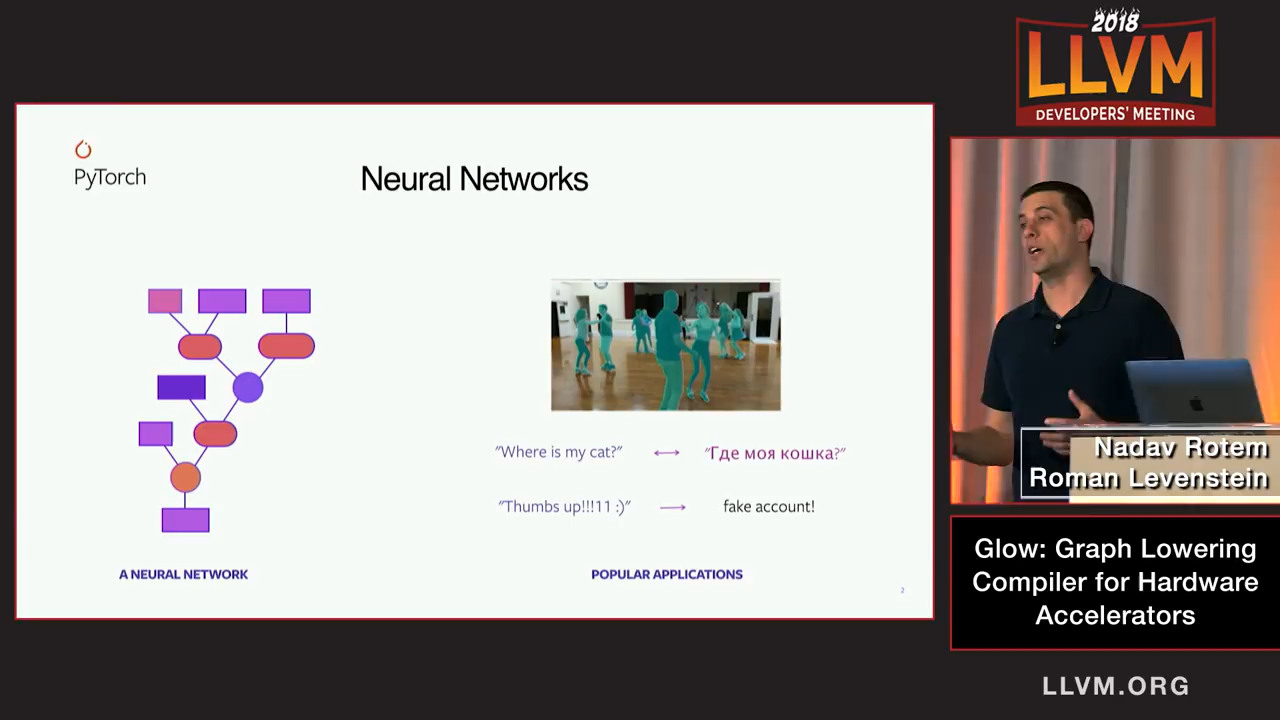 PyTorch
Neural Networks
"Where is my cat?"
"Где моя кошка?"
"Thumbs up!!!11 :)"
fake account!
A NEURAL NETWORK
POPULAR APPLICATIONS
2
2018
LLVM
DEVELOPERS' MEETING
Nadav Rotem
Roman Levenstein
Glow: Graph Lowering
Compiler for Hardware
Accelerators
LLVM.ORG